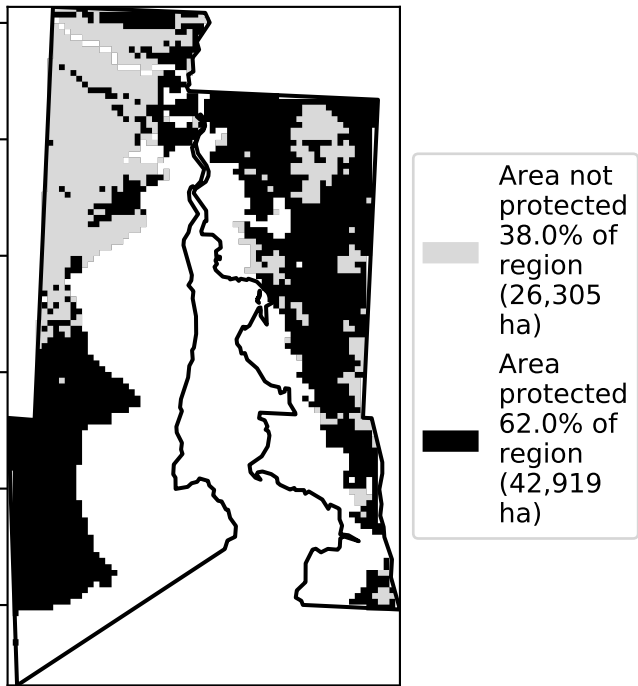 Area not
protected
38.0% of
region
(26,305
ha)
Area
protected
62.0% of
region
(42,919
ha)